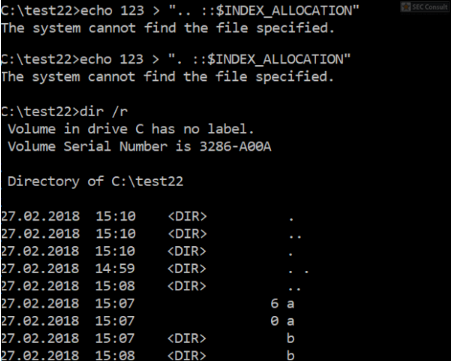 C:\test22>echo 123 > ".. ::$INDEX_ALLOCATION"
SEC Consult
The system cannot find the file specified.
C:\test22>echo 123 > ". ::$INDEX_ALLOCATION"
The system cannot find the file specified.
C:\test22>dir /r
Volume in drive C has no label.
Volume Serial Number is 3286-A00A
Directory of C:\test22
27.02.2018 15:10 <DIR> .
27.02.2018 15:10 <DIR> ..
27.02.2018 15:10 <DIR> .
27.02.2018 14:59 <DIR> . .
27.02.2018 15:08 <DIR> ..
27.02.2018 15:07 6 a
27.02.2018 15:07 0 a
27.02.2018 15:07 <DIR> b
27.02.2018 15:08 <DIR> b